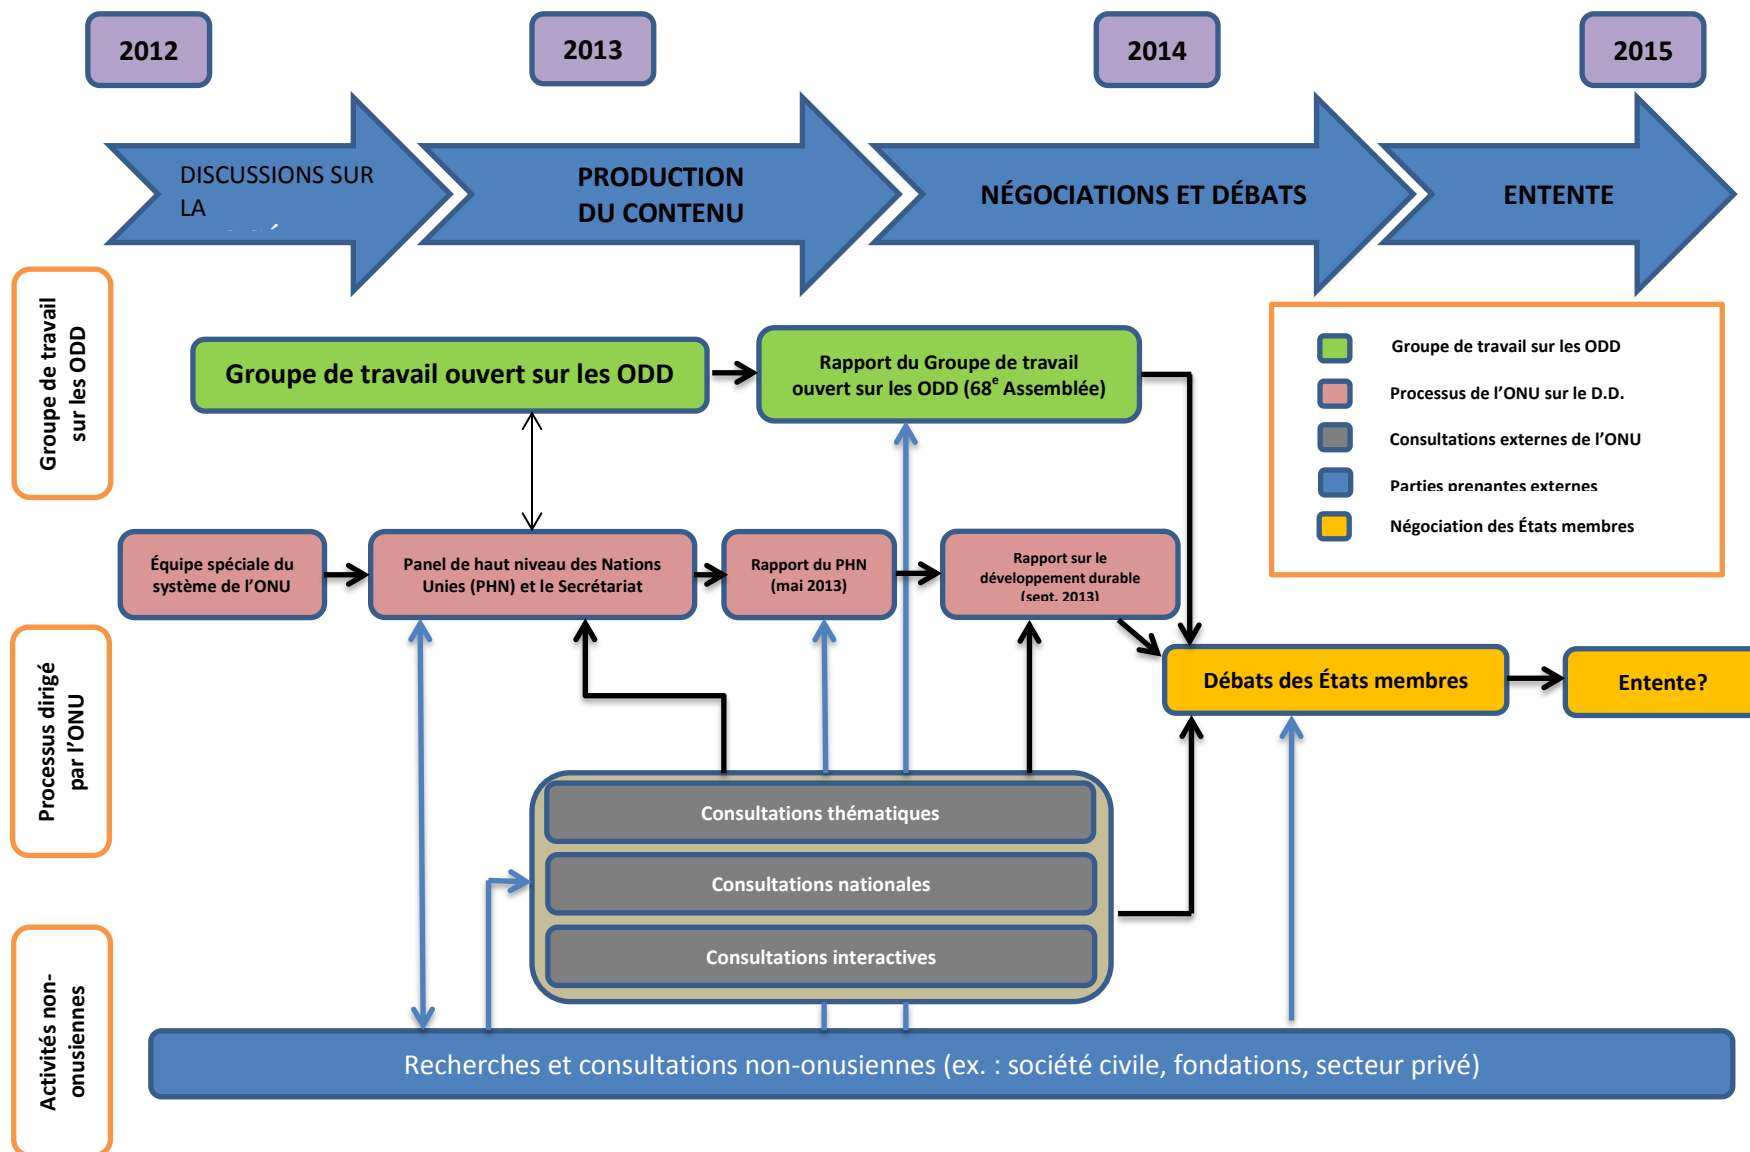 2012
2013
2014
2015
DISCUSSIONS SUR
LA
PRODUCTION
DU CONTENU
NÉGOCIATIONS ET DÉBATS
ENTENTE
Groupe de travail
sur les ODD
Groupe de travail ouvert sur les ODD
Rapport du Groupe de travail
ouvert sur les ODD (68e Assemblée)
Groupe de travail sur les ODD
Processus de l’ONU sur le D.D.
Consultations externes de l’ONU
Parties prenantes externes
Négociation des États membres
Équipe spéciale du
système de l’ONU
Panel de haut niveau des Nations
Unies (PHN) et le Secrétariat
Rapport du PHN
(mai 2013)
Rapport sur le
développement durable
(sept. 2013)
Processus dirigé
par l’ONU
Débats des États membres
Entente?
Consultations thématiques
Consultations nationales
Consultations interactives
Activités non-
onusiennes
Recherches et consultations non-onusiennes (ex. : société civile, fondations, secteur privé)